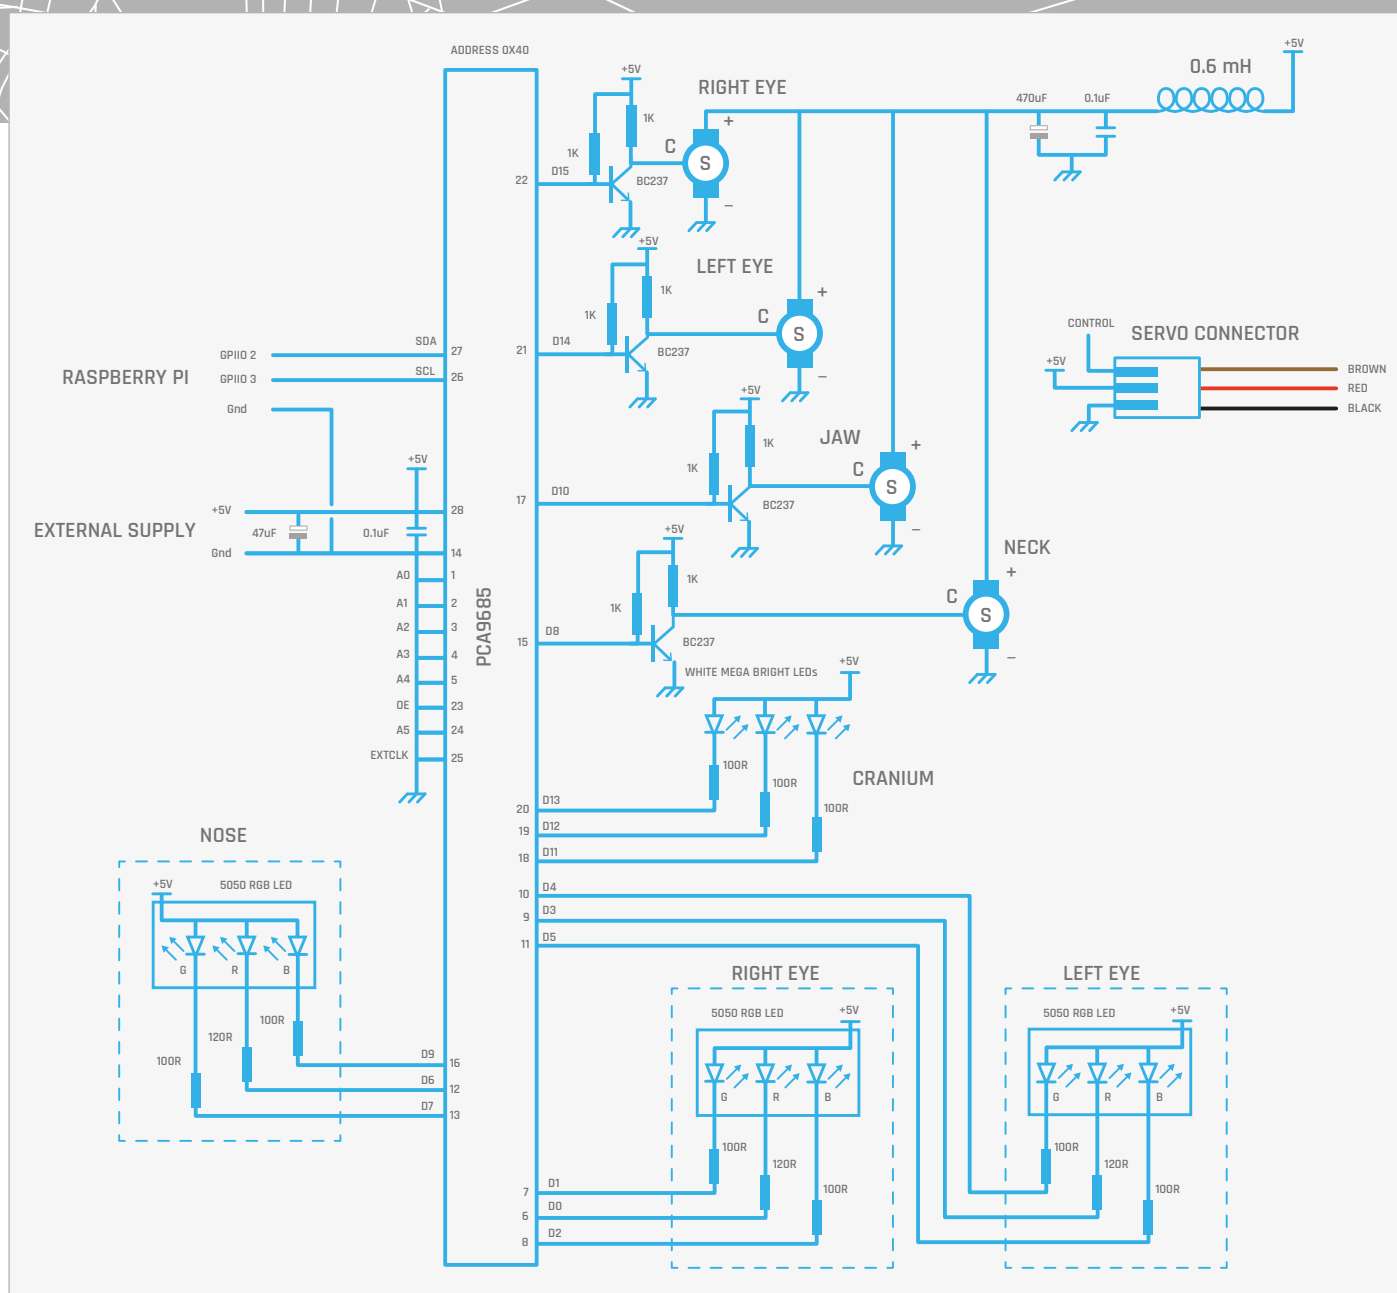 ADDRESS 0X40
+5V
RIGHT EYE
0.6 mH
+5V
470uF
0.1uF
1K
1K
C
S
+
−
22
D15
BC237
+5V
LEFT EYE
1K
1K
C
S
+
−
21
D14
BC237
CONTROL
SERVO CONNECTOR
+5V
BROWN
RED
BLACK
RASPBERRY PI
GPIIO 2
SDA
27
GPIIO 3
SCL
26
Gnd
+5V
JAW
1K
1K
C
S
+
−
17
D10
BC237
+5V
EXTERNAL SUPPLY
+5V
28
47uF
0.1uF
Gnd
14
A0
1
A1
2
A2
3
A3
4
A4
5
OE
23
A5
24
EXTCLK
25
PCA9685
+5V
NECK
1K
1K
C
S
+
−
15
D8
BC237
WHITE MEGA BRIGHT LEDs
+5V
100R
100R
100R
CRANIUM
20
D13
19
D12
18
D11
10
D4
9
D3
11
D5
NOSE
+5V
5050 RGB LED
G
R
B
100R
120R
100R
D9
16
D6
12
D7
13
RIGHT EYE
5050 RGB LED
+5V
G
R
B
100R
120R
100R
7
D1
6
D0
8
D2
LEFT EYE
5050 RGB LED
+5V
G
R
B
100R
120R
100R